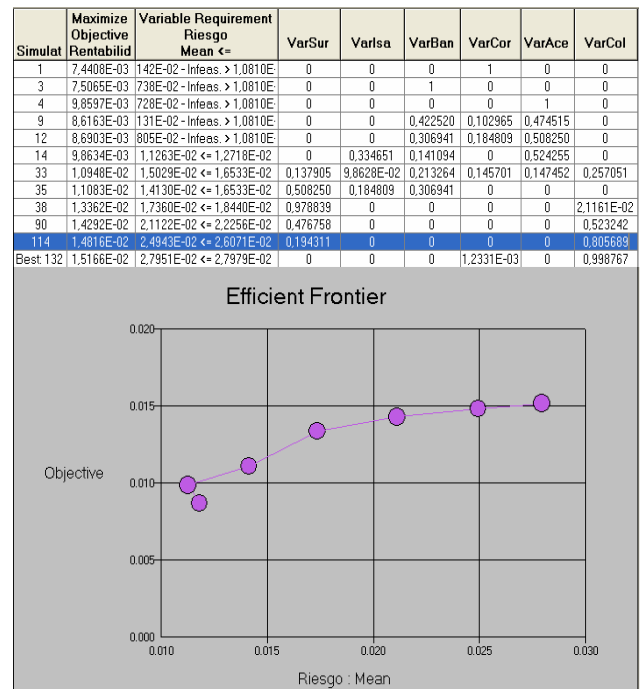 Simulat Maximize Objective Rentabilid Variable Requirement Riesgo Mean <= VarSur VarIsa VarBan VarCor VarAce VarCol
1 7,4408E-03 142E-02 - Infeas. > 1,0810E- 0 0 0 1 0 0
3 7,5065E-03 738E-02 - Infeas. > 1,0810E- 0 0 1 0 0 0
4 9,8597E-03 728E-02 - Infeas. > 1,0810E- 0 0 0 0 1 0
9 8,6163E-03 131E-02 - Infeas. > 1,0810E- 0 0 0,422520 0,102965 0,474515 0
12 8,6903E-03 805E-02 - Infeas. > 1,0810E- 0 0 0,306941 0,184809 0,508250 0
14 9,8634E-03 1,1263E-02 <= 1,2718E-02 0 0,334651 0,141094 0 0,524255 0
33 1,0948E-02 1,5029E-02 <= 1,6533E-02 0,137905 9,8628E-02 0,213264 0,145701 0,147452 0,257051
35 1,1083E-02 1,4130E-02 <= 1,6533E-02 0,508250 0,184809 0,306941 0 0 0
38 1,3362E-02 1,7360E-02 <= 1,8440E-02 0,978839 0 0 0 0 2,1161E-02
90 1,4292E-02 2,1122E-02 <= 2,2256E-02 0,476758 0 0 0 0 0,523242
114 1,4816E-02 2,4943E-02 <= 2,6071E-02 0,194311 0 0 0 0 0,805689
Best: 132 1,5166E-02 2,7951E-02 <= 2,7979E-02 0 0 0 1,2331E-03 0 0,998767
Efficient Frontier
0.020
0.015
Objective
0.010
0.005
0.000
0.010 0.015 0.020 0.025 0.030
Riesgo : Mean